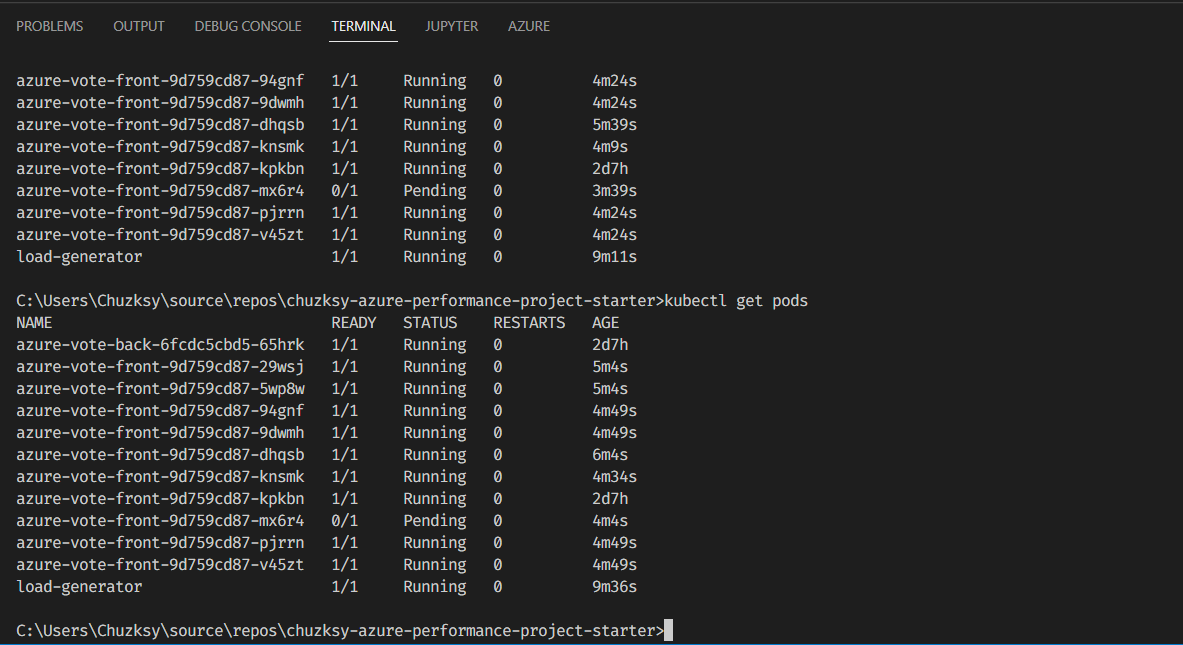 PROBLEMS OUTPUT DEBUG CONSOLE TERMINAL JUPYTER AZURE
azure-vote-front-9d759cd87-94gnf 1/1 Running 0 4m24s
azure-vote-front-9d759cd87-9dwmh 1/1 Running 0 4m24s
azure-vote-front-9d759cd87-dhqsb 1/1 Running 0 5m39s
azure-vote-front-9d759cd87-knsmk 1/1 Running 0 4m9s
azure-vote-front-9d759cd87-kpkbn 1/1 Running 0 2d7h
azure-vote-front-9d759cd87-mx6r4 0/1 Pending 0 3m39s
azure-vote-front-9d759cd87-pjrrn 1/1 Running 0 4m24s
azure-vote-front-9d759cd87-v45zt 1/1 Running 0 4m24s
load-generator 1/1 Running 0 9m11s
C:\Users\Chuzksy\source\repos\chuzksy-azure-performance-project-starter>kubectl get pods
NAME READY STATUS RESTARTS AGE
azure-vote-back-6fcdc5cbd5-65hrk 1/1 Running 0 2d7h
azure-vote-front-9d759cd87-29wsj 1/1 Running 0 5m4s
azure-vote-front-9d759cd87-5wp8w 1/1 Running 0 5m4s
azure-vote-front-9d759cd87-94gnf 1/1 Running 0 4m49s
azure-vote-front-9d759cd87-9dwmh 1/1 Running 0 4m49s
azure-vote-front-9d759cd87-dhqsb 1/1 Running 0 6m4s
azure-vote-front-9d759cd87-knsmk 1/1 Running 0 4m34s
azure-vote-front-9d759cd87-kpkbn 1/1 Running 0 2d7h
azure-vote-front-9d759cd87-mx6r4 0/1 Pending 0 4m4s
azure-vote-front-9d759cd87-pjrrn 1/1 Running 0 4m49s
azure-vote-front-9d759cd87-v45zt 1/1 Running 0 4m49s
load-generator 1/1 Running 0 9m36s
C:\Users\Chuzksy\source\repos\chuzksy-azure-performance-project-starter>